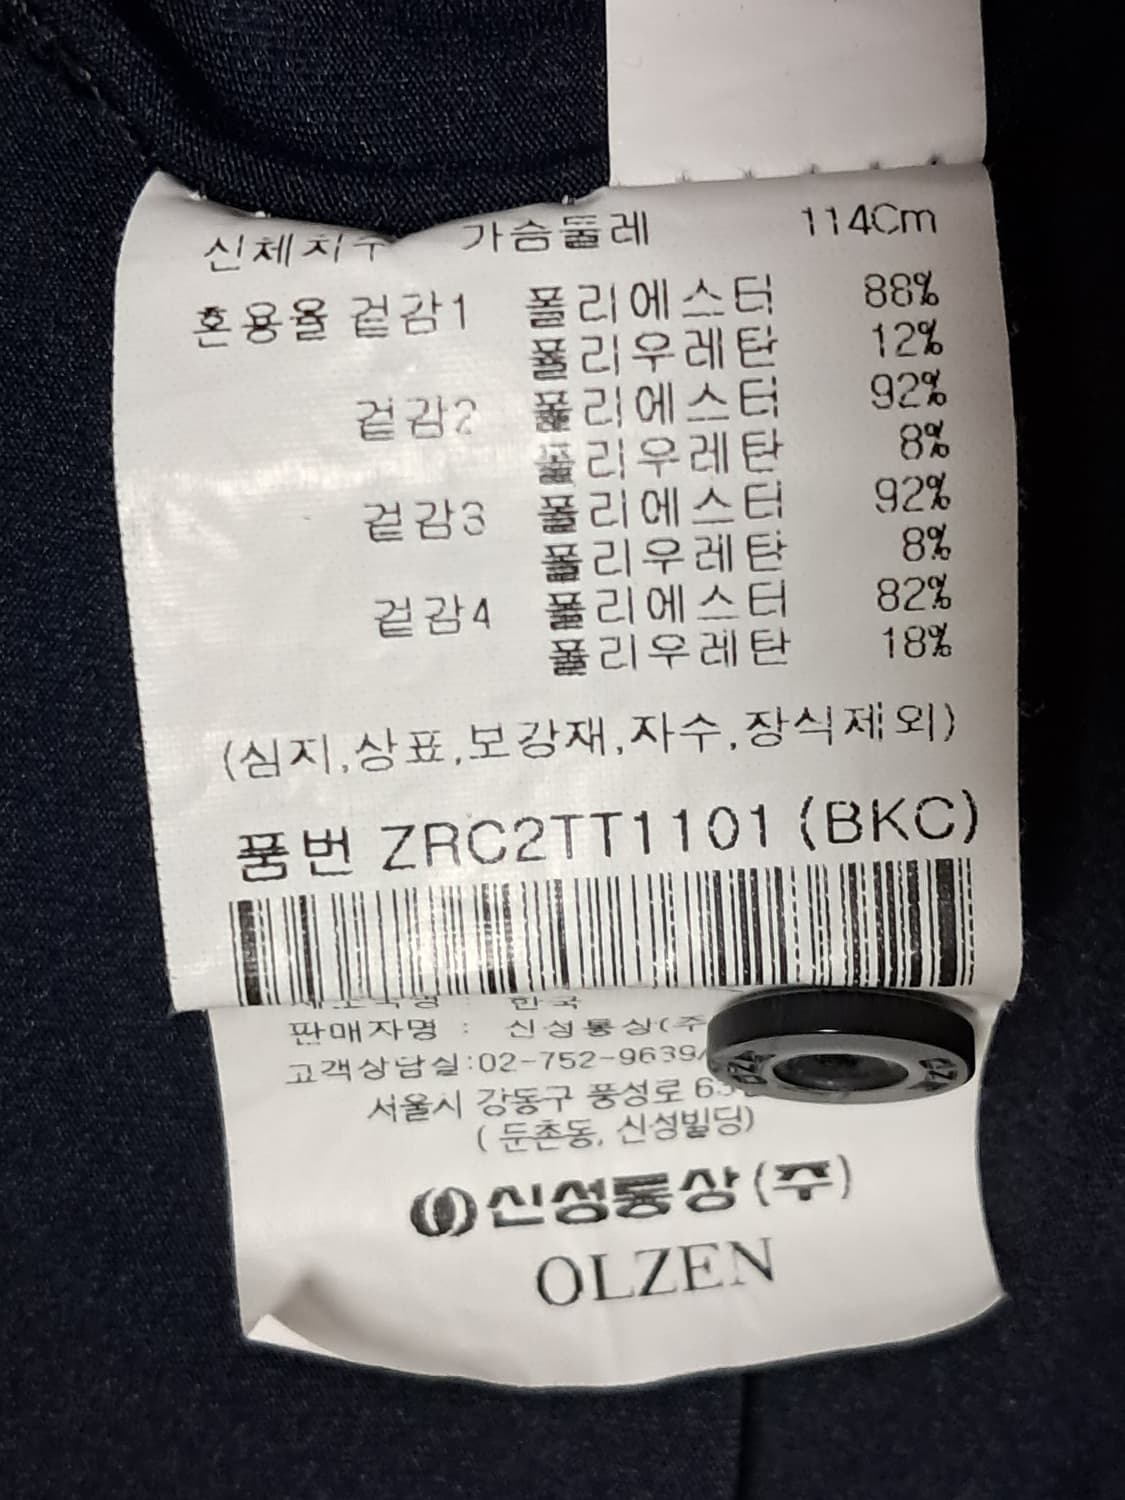 신체치수 가슴둘레 114Cm
혼용율 겉감1 폴리에스터 88%
폴리우레탄 12%
겉감2 폴리에스터 92%
폴리우레탄 8%
겉감3 폴리에스터 92%
폴리우레탄 8%
겉감4 폴리에스터 82%
폴리우레탄 18%
(심지,상표,보강재,자수,장식제외)
품번 ZRC2TT1101 (BKC)
제조국명 : 한국
판매자명 : 신성통상(주
고객상담실:02-752-9639/
서울시 강동구 풍성로
( 둔촌동, 신성빌딩)
신성통상(주)
OLZEN